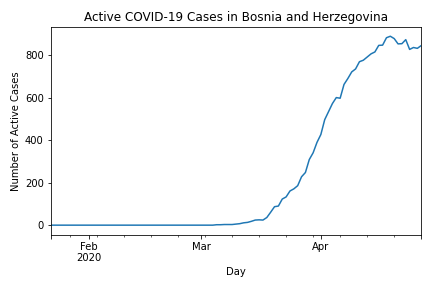 Active COVID-19 Cases in Bosnia and Herzegovina
Number of Active Cases
800
600
400
200
0
Feb
2020
Mar
Apr
Day